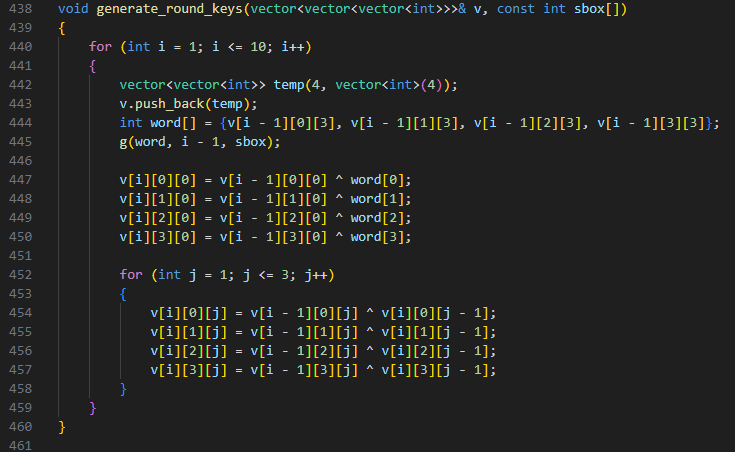 438 void generate_round_keys(vector<vector<vector<int>>>& v, const int sbox[])
439 {
440     for (int i = 1; i <= 10; i++)
441     {
442         vector<vector<int>> temp(4, vector<int>(4));
443         v.push_back(temp);
444         int word[] = {v[i - 1][0][3], v[i - 1][1][3], v[i - 1][2][3], v[i - 1][3][3]};
445         g(word, i - 1, sbox);
446
447         v[i][0][0] = v[i - 1][0][0] ^ word[0];
448         v[i][1][0] = v[i - 1][1][0] ^ word[1];
449         v[i][2][0] = v[i - 1][2][0] ^ word[2];
450         v[i][3][0] = v[i - 1][3][0] ^ word[3];
451
452         for (int j = 1; j <= 3; j++)
453         {
454             v[i][0][j] = v[i - 1][0][j] ^ v[i][0][j - 1];
455             v[i][1][j] = v[i - 1][1][j] ^ v[i][1][j - 1];
456             v[i][2][j] = v[i - 1][2][j] ^ v[i][2][j - 1];
457             v[i][3][j] = v[i - 1][3][j] ^ v[i][3][j - 1];
458         }
459     }
460 }
461